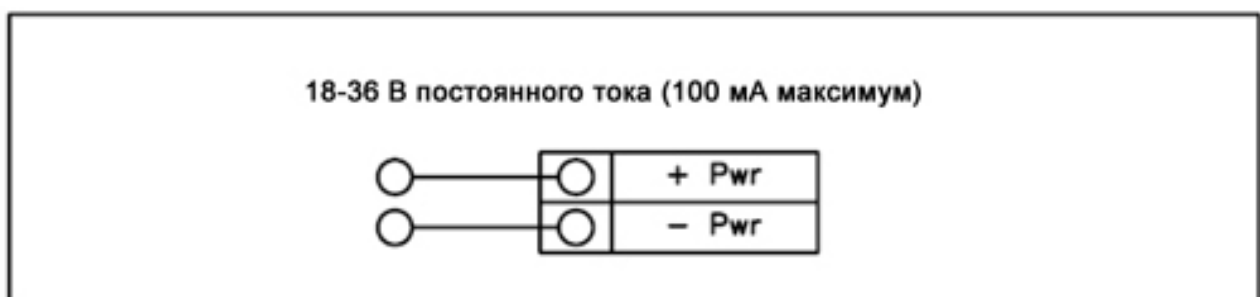 18-36 В постоянного тока (100 мА максимум)
+ Pwr
− Pwr